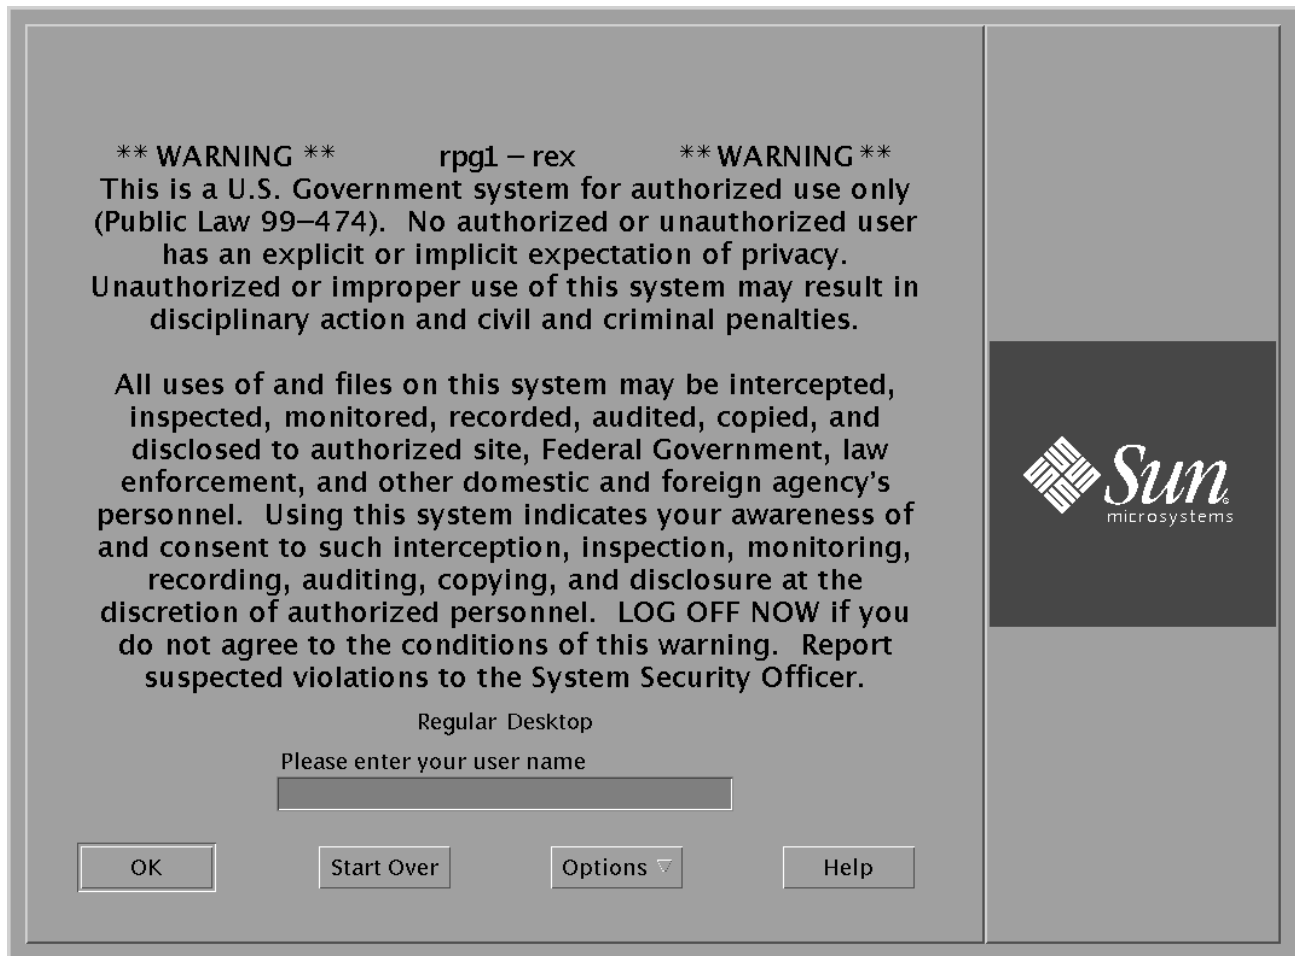 ** WARNING ** rpg1 – rex ** WARNING **
This is a U.S. Government system for authorized use only
(Public Law 99–474). No authorized or unauthorized user
has an explicit or implicit expectation of privacy.
Unauthorized or improper use of this system may result in
disciplinary action and civil and criminal penalties.
All uses of and files on this system may be intercepted,
inspected, monitored, recorded, audited, copied, and
disclosed to authorized site, Federal Government, law
enforcement, and other domestic and foreign agency's
personnel. Using this system indicates your awareness of
and consent to such interception, inspection, monitoring,
recording, auditing, copying, and disclosure at the
discretion of authorized personnel. LOG OFF NOW if you
do not agree to the conditions of this warning. Report
suspected violations to the System Security Officer.
Regular Desktop
Please enter your user name
OK Start Over Options Help
Sun
microsystems